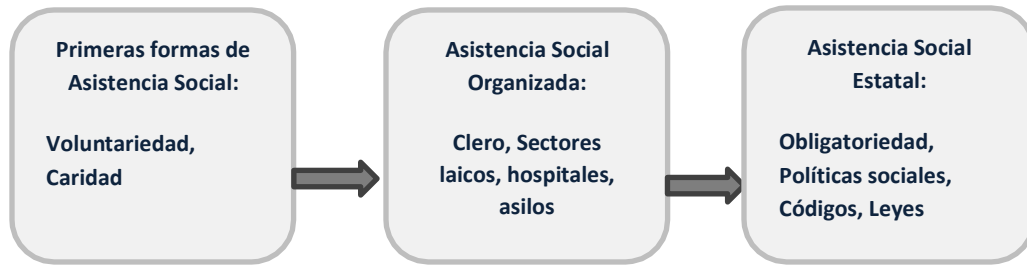 Primeras formas de
Asistencia Social:
Voluntariedad,
Caridad
Asistencia Social
Organizada:
Clero, Sectores
laicos, hospitales,
asilos
Asistencia Social
Estatal:
Obligatoriedad,
Políticas sociales,
Códigos, Leyes